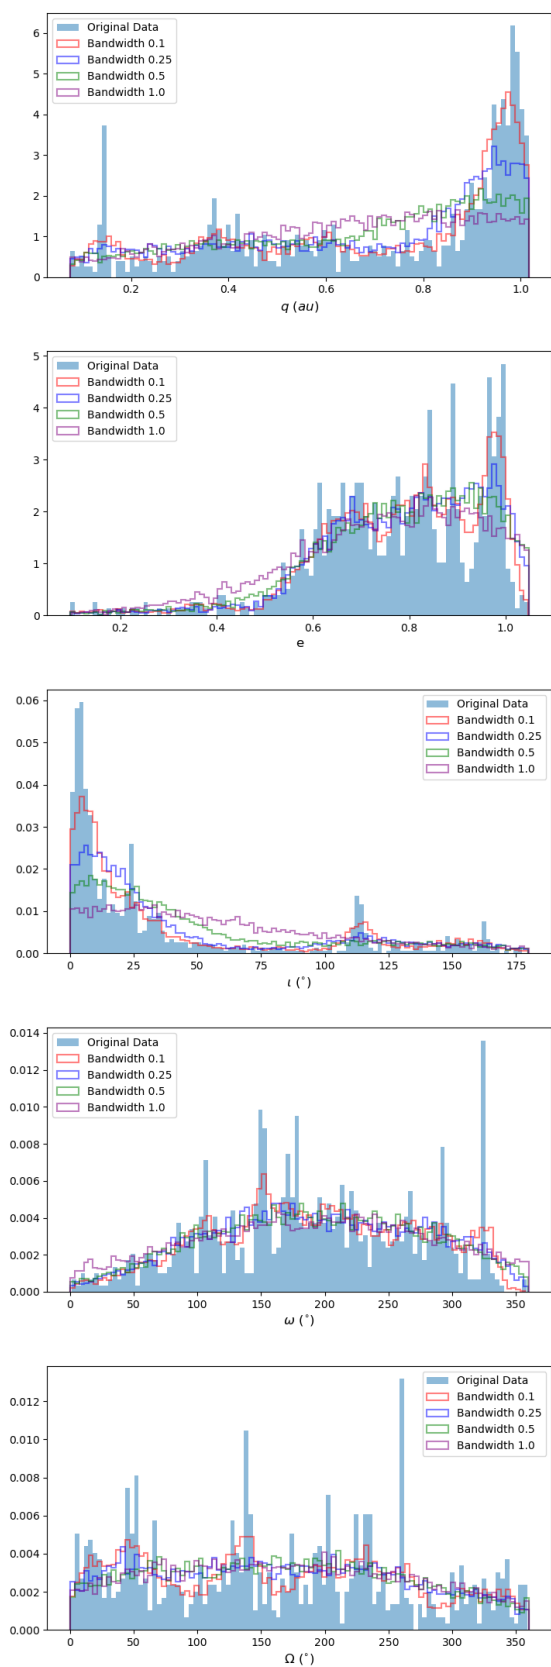 Original Data
Bandwidth 0.1
Bandwidth 0.25
Bandwidth 0.5
Bandwidth 1.0
6
5
4
3
2
1
0
0.2 0.4 0.6 0.8 1.0
q (au)
Original Data
Bandwidth 0.1
Bandwidth 0.25
Bandwidth 0.5
Bandwidth 1.0
5
4
3
2
1
0
0.2 0.4 0.6 0.8 1.0
e
Original Data
Bandwidth 0.1
Bandwidth 0.25
Bandwidth 0.5
Bandwidth 1.0
0.06
0.05
0.04
0.03
0.02
0.01
0.00
0 25 50 75 100 125 150 175
ι (°)
Original Data
Bandwidth 0.1
Bandwidth 0.25
Bandwidth 0.5
Bandwidth 1.0
0.014
0.012
0.010
0.008
0.006
0.004
0.002
0.000
0 50 100 150 200 250 300 350
ω (°)
Original Data
Bandwidth 0.1
Bandwidth 0.25
Bandwidth 0.5
Bandwidth 1.0
0.012
0.010
0.008
0.006
0.004
0.002
0.000
0 50 100 150 200 250 300 350
Ω (°)